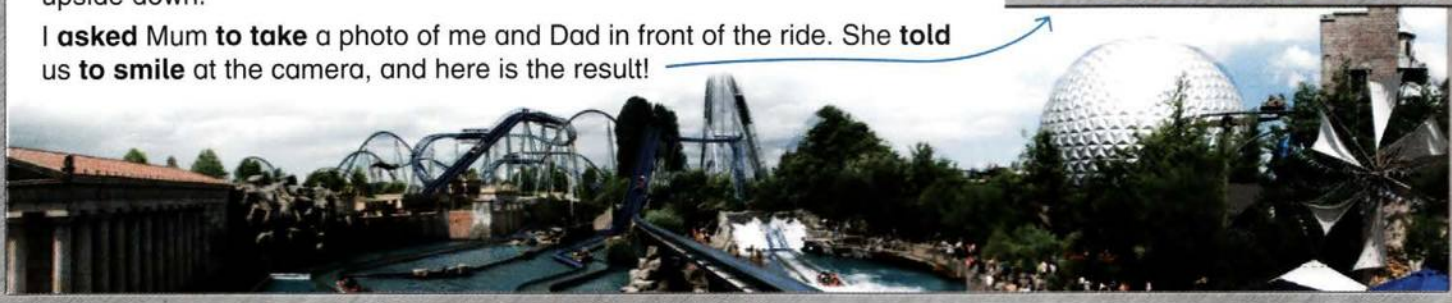 upside down.
I asked Mum to take a photo of me and Dad in front of the ride. She told
us to smile at the camera, and here is the result!